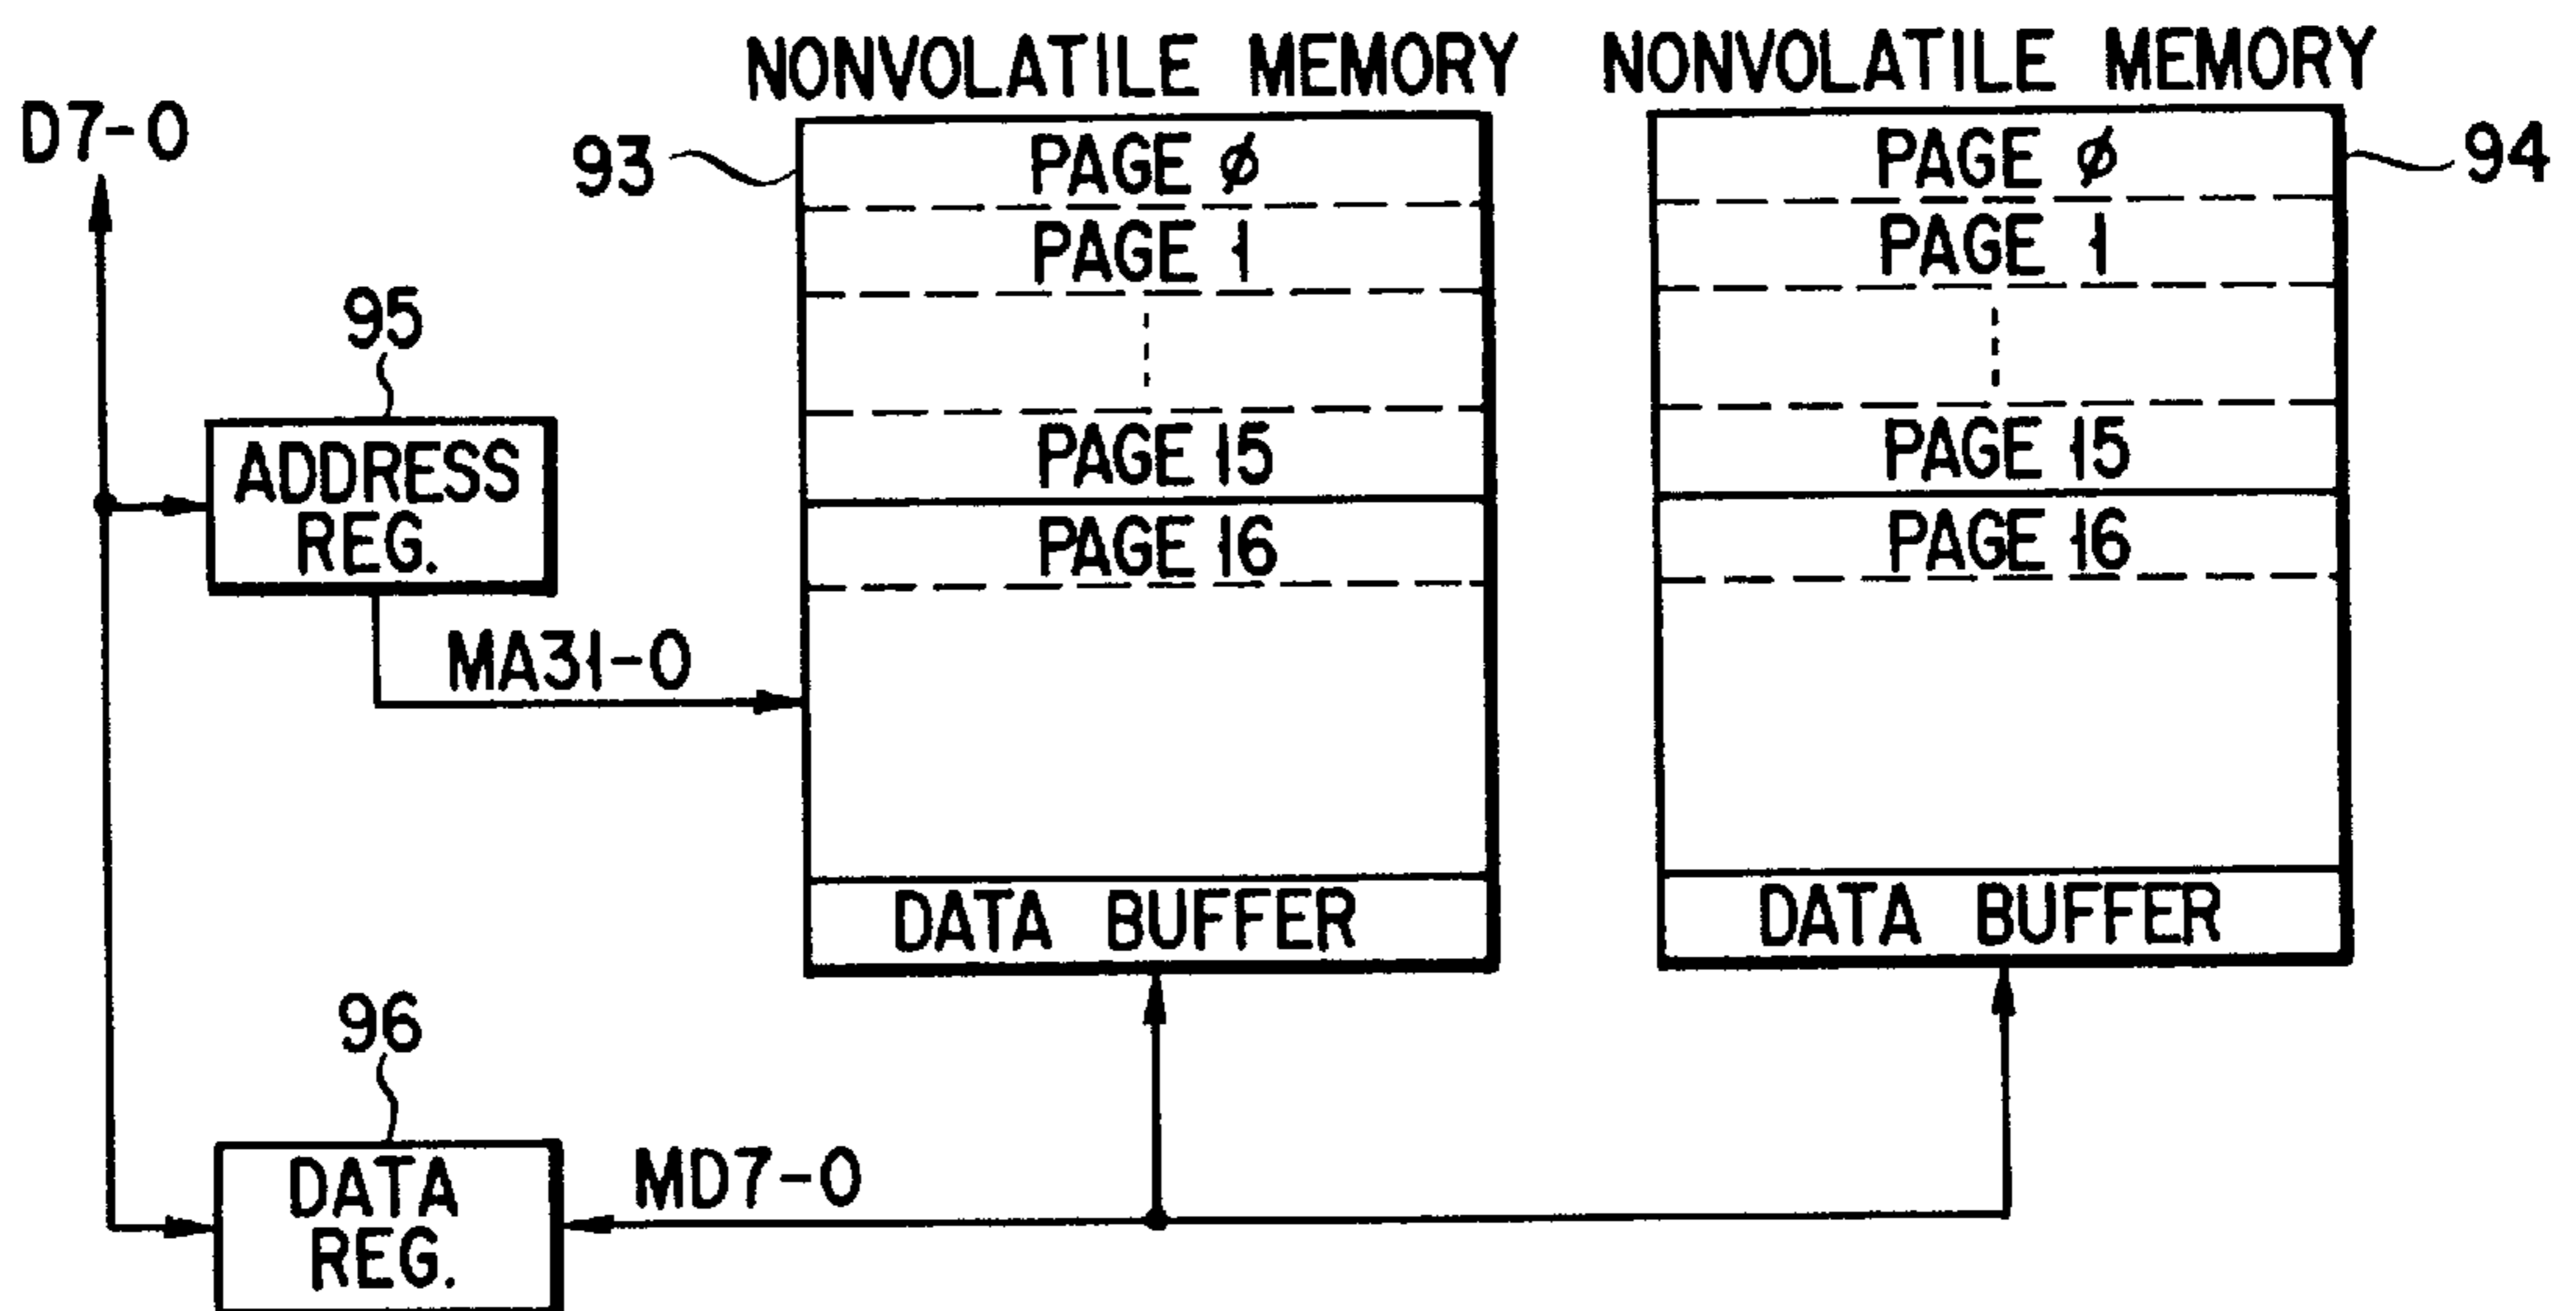 NONVOLATILE MEMORY
NONVOLATILE MEMORY
D7-0
93
PAGE ϕ
PAGE 1
PAGE 15
PAGE 16
DATA BUFFER
94
PAGE ϕ
PAGE 1
PAGE 15
PAGE 16
DATA BUFFER
95
ADDRESS
REG.
MA31-0
96
DATA
REG.
MD7-0